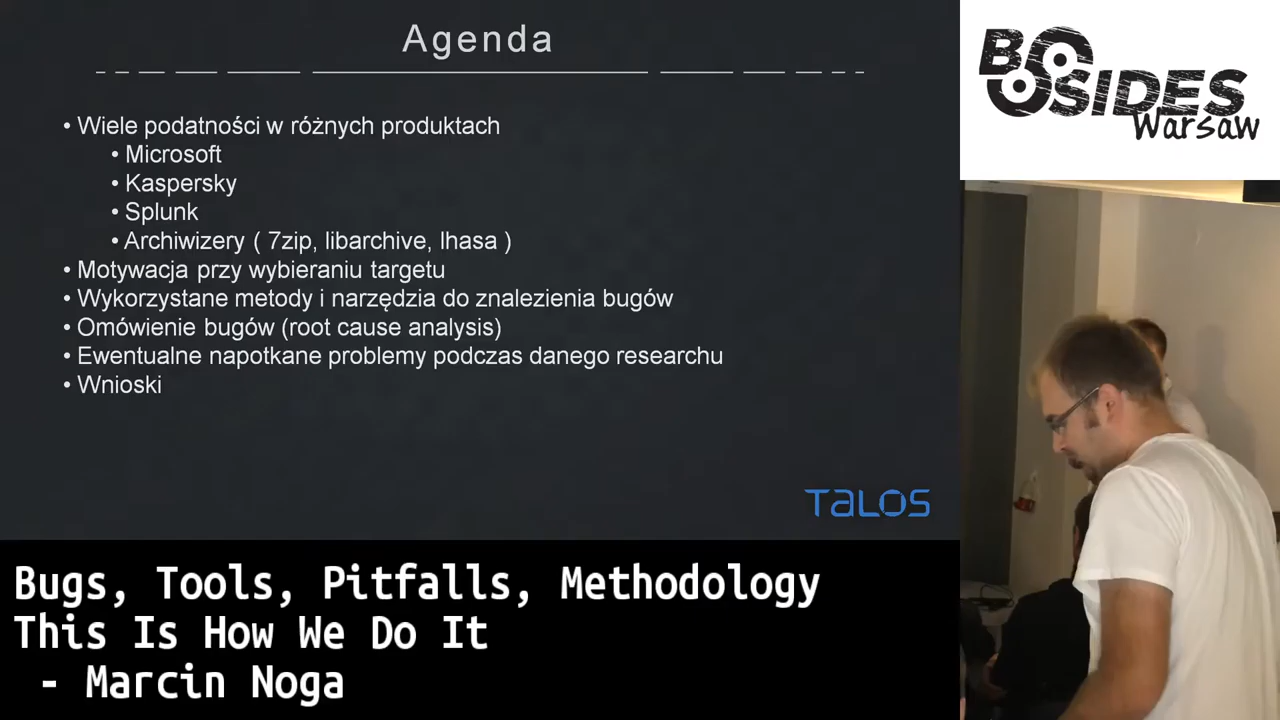 Agenda
• Wiele podatności w różnych produktach
• Microsoft
• Kaspersky
• Splunk
• Archiwizery ( 7zip, libarchive, lhasa )
• Motywacja przy wybieraniu targetu
• Wykorzystane metody i narzędzia do znalezienia bugów
• Omówienie bugów (root cause analysis)
• Ewentualne napotkane problemy podczas danego researchu
• Wnioski
TALOS
BSIDES
Warsaw
Bugs, Tools, Pitfalls, Methodology
This Is How We Do It
- Marcin Noga